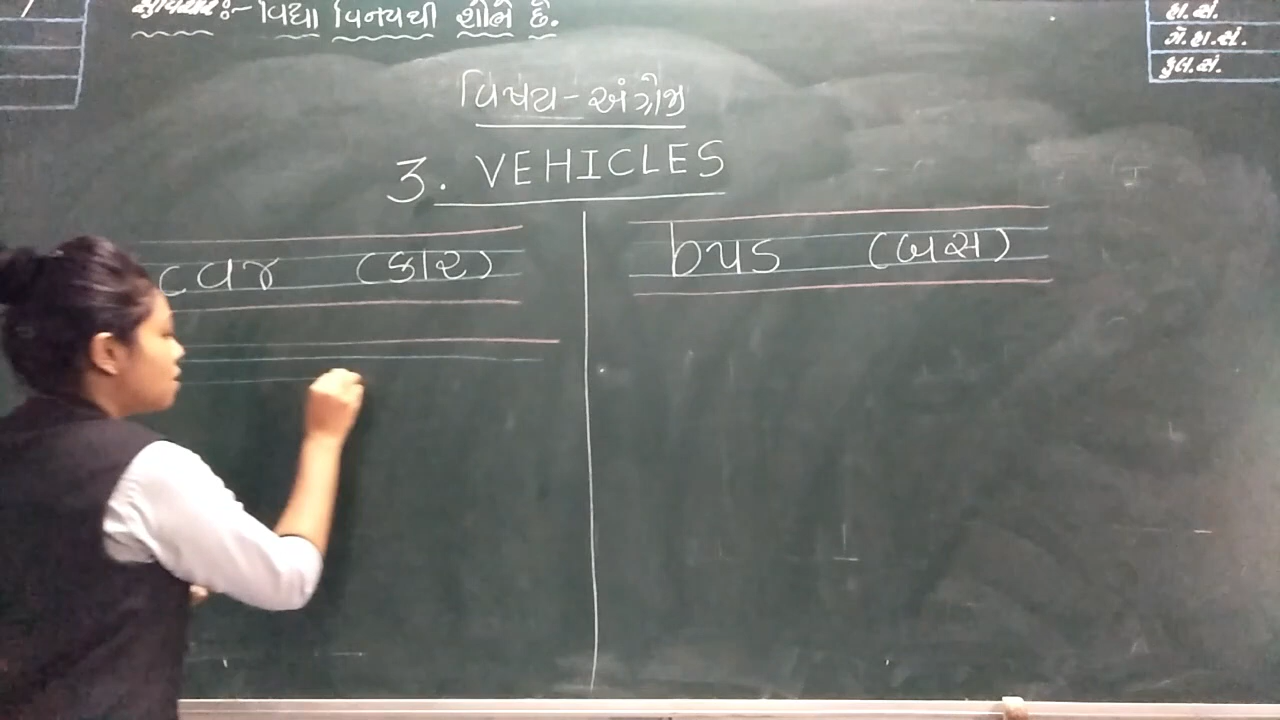 સુવિચાર :- વિદ્યા વિનયથી શોભે છે.
હા.સં.
ગે.હા.સં.
કુલ.સં.
વિષય - અંગ્રેજી
3. VEHICLES
car (કાર)
bus (બસ)